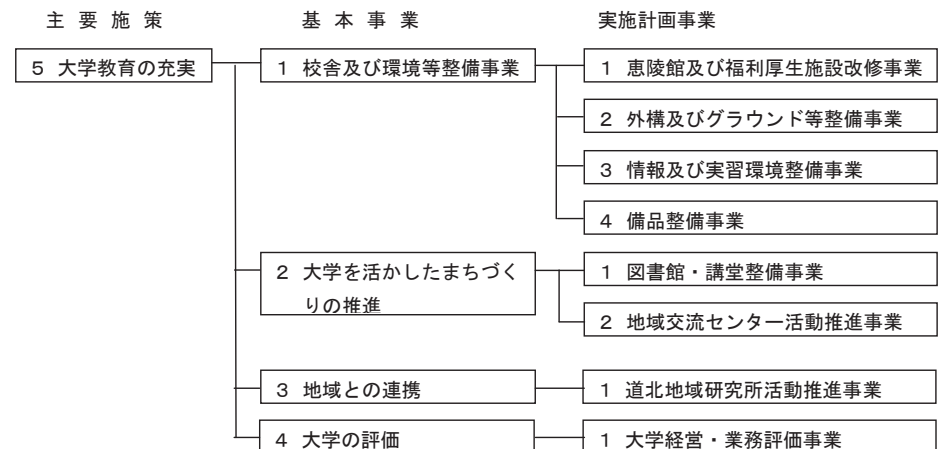 主要施策　基本事業　実施計画事業
５ 大学教育の充実
１ 校舎及び環境等整備事業
１ 恵陵館及び福利厚生施設改修事業
２ 外構及びグラウンド等整備事業
３ 情報及び実習環境整備事業
４ 備品整備事業
２ 大学を活かしたまちづく
りの推進
１ 図書館・講堂整備事業
２ 地域交流センター活動推進事業
３ 地域との連携
１ 道北地域研究所活動推進事業
４ 大学の評価
１ 大学経営・業務評価事業